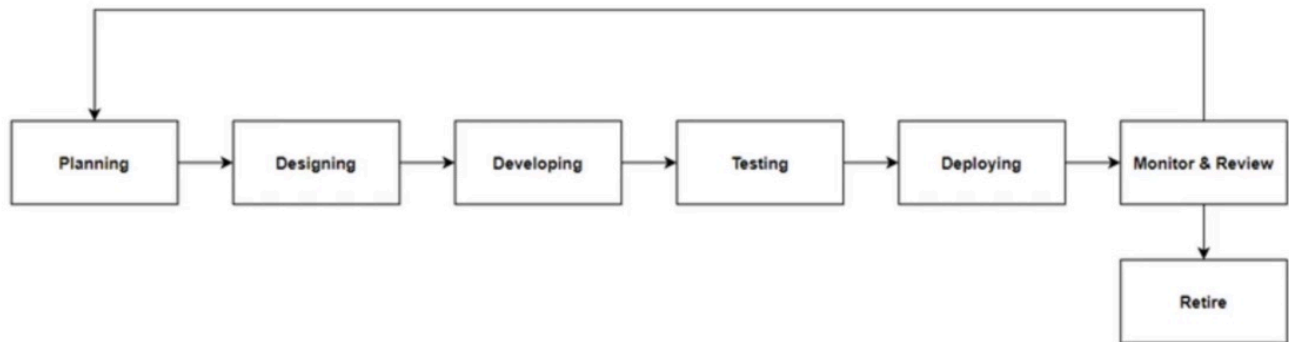 Planning
Designing
Developing
Testing
Deploying
Monitor & Review
Retire